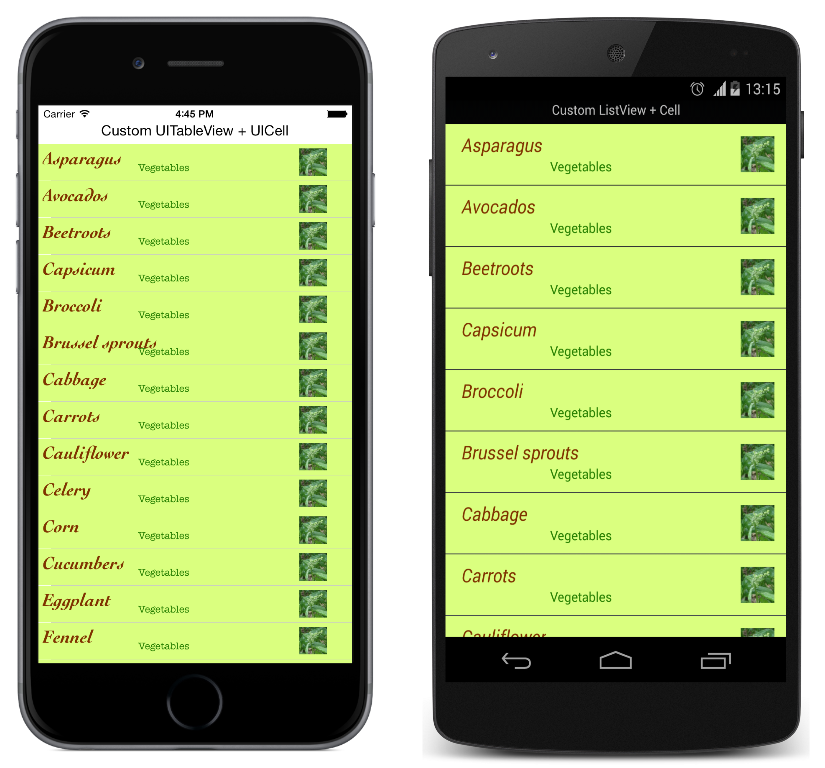 Carrier 4:45 PM
Custom UITableView + UICell
Asparagus
Vegetables
Avocados
Vegetables
Beetroots
Vegetables
Capsicum
Vegetables
Broccoli
Vegetables
Brussel sprouts
Vegetables
Cabbage
Vegetables
Carrots
Vegetables
Cauliflower
Vegetables
Celery
Vegetables
Corn
Vegetables
Cucumbers
Vegetables
Eggplant
Vegetables
Fennel
Vegetables
13:15
Custom ListView + Cell
Asparagus
Vegetables
Avocados
Vegetables
Beetroots
Vegetables
Capsicum
Vegetables
Broccoli
Vegetables
Brussel sprouts
Vegetables
Cabbage
Vegetables
Carrots
Vegetables
Cauliflower